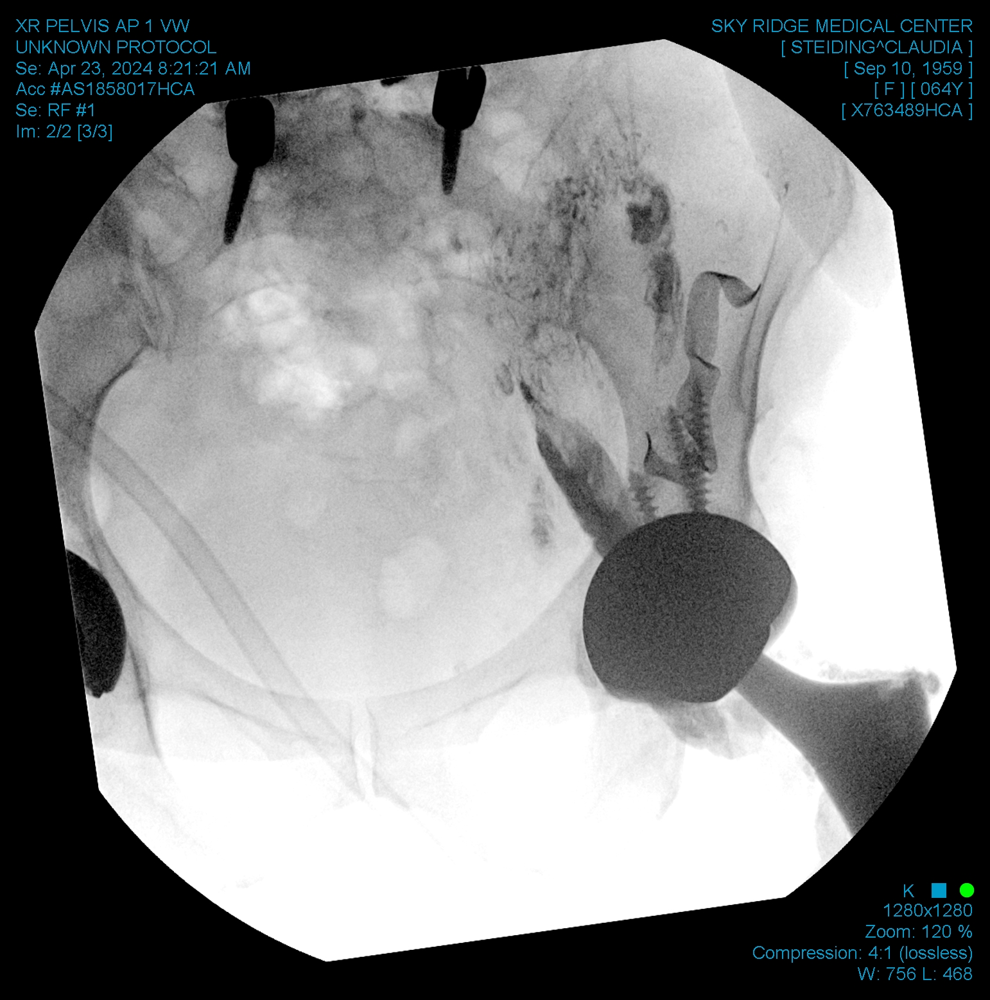 XR PELVIS AP 1 VW
UNKNOWN PROTOCOL
Se: Apr 23, 2024 8:21:21 AM
Acc #AS1858017HCA
Se: RF #1
Im: 2/2 [3/3]
SKY RIDGE MEDICAL CENTER
[ STEIDING^CLAUDIA ]
[ Sep 10, 1959 ]
[ F ] [ 064Y ]
[ X763489HCA ]
K
1280x1280
Zoom: 120 %
Compression: 4:1 (lossless)
W: 756 L: 468